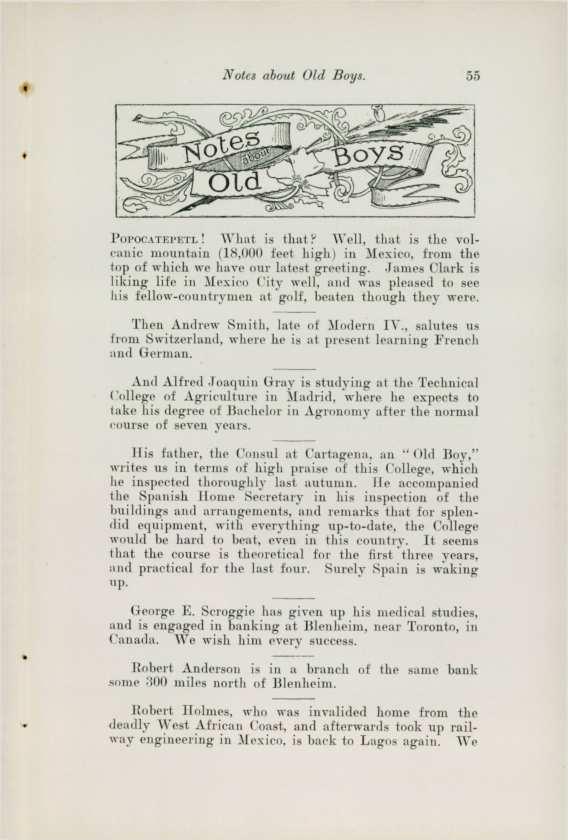 Notes about Old Boys. 55
Notes
about
Old
Boys
POPOCATEPETL! What is that? Well, that is the vol-
canic mountain (18,000 feet high) in Mexico, from the
top of which we have our latest greeting. James Clark is
liking life in Mexico City well, and was pleased to see
his fellow-countrymen at golf, beaten though they were.
Then Andrew Smith, late of Modern IV., salutes us
from Switzerland, where he is at present learning French
and German.
And Alfred Joaquin Gray is studying at the Technical
College of Agriculture in Madrid, where he expects to
take his degree of Bachelor in Agronomy after the normal
course of seven years.
His father, the Consul at Cartagena, an "Old Boy,"
writes us in terms of high praise of this College, which
he inspected thoroughly last autumn. He accompanied
the Spanish Home Secretary in his inspection of the
buildings and arrangements, and remarks that for splen-
did equipment, with everything up-to-date, the College
would be hard to beat, even in this country. It seems
that the course is theoretical for the first three years,
and practical for the last four. Surely Spain is waking
up.
George E. Scroggie has given up his medical studies,
and is engaged in banking at Blenheim, near Toronto, in
Canada. We wish him every success.
Robert Anderson is in a branch of the same bank
some 300 miles north of Blenheim.
Robert Holmes, who was invalided home from the
deadly West African Coast, and afterwards took up rail-
way engineering in Mexico, is back to Lagos again. We